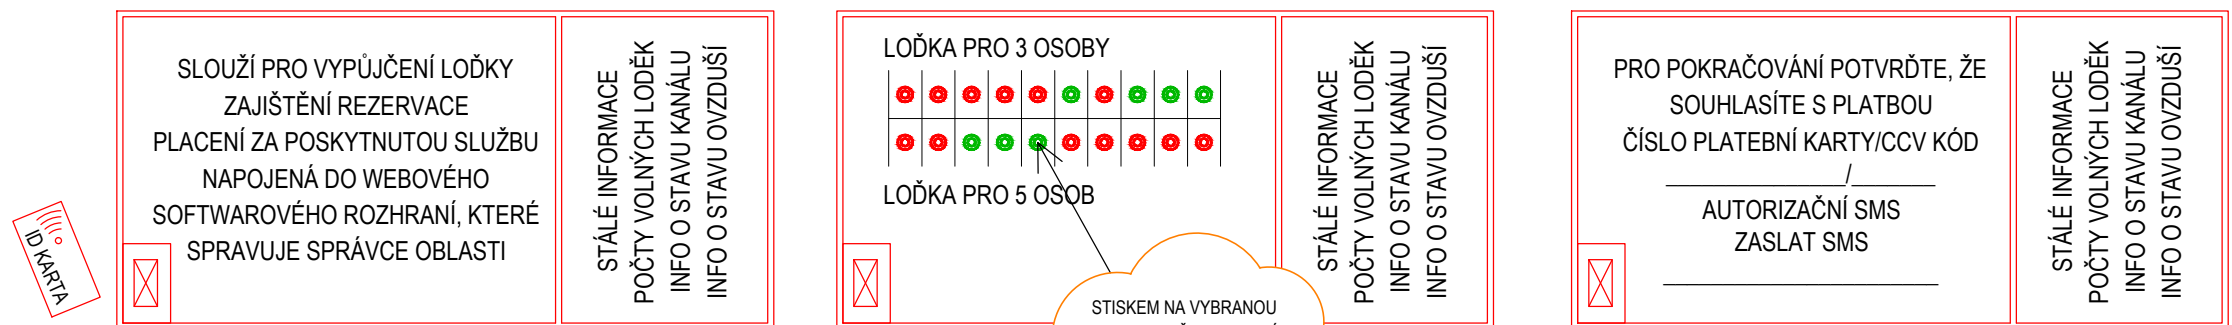 ID KARTA
SLOUŽÍ PRO VYPŮJČENÍ LOĎKY
ZAJIŠTĚNÍ REZERVACE
PLACENÍ ZA POSKYTNUTOU SLUŽBU
NAPOJENÁ DO WEBOVÉHO
SOFTWAROVÉHO ROZHRANÍ, KTERÉ
SPRAVUJE SPRÁVCE OBLASTI
STÁLÉ INFORMACE
POČTY VOLNÝCH LODĚK
INFO O STAVU KANÁLU
INFO O STAVU OVZDUŠÍ
LOĎKA PRO 3 OSOBY
LOĎKA PRO 5 OSOB
STISKEM NA VYBRANOU
STÁLÉ INFORMACE
POČTY VOLNÝCH LODĚK
INFO O STAVU KANÁLU
INFO O STAVU OVZDUŠÍ
PRO POKRAČOVÁNÍ POTVRĎTE, ŽE
SOUHLASÍTE S PLATBOU
ČÍSLO PLATEBNÍ KARTY/CCV KÓD
_______________/_______
AUTORIZAČNÍ SMS
ZASLAT SMS
_______________________
STÁLÉ INFORMACE
POČTY VOLNÝCH LODĚK
INFO O STAVU KANÁLU
INFO O STAVU OVZDUŠÍ